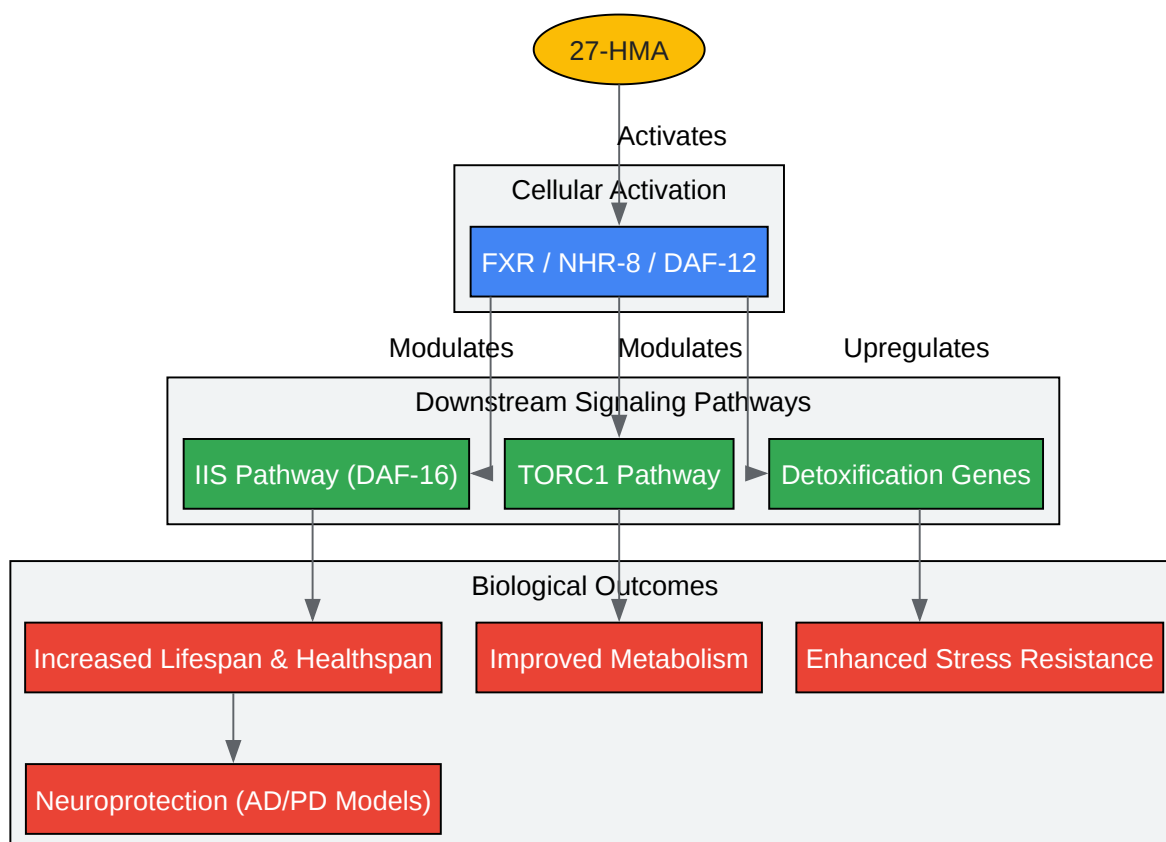 27-HMA
Activates
Cellular Activation
FXR / NHR-8 / DAF-12
Modulates
Modulates
Upregulates
Downstream Signaling Pathways
IIS Pathway (DAF-16)
TORC1 Pathway
Detoxification Genes
Biological Outcomes
Increased Lifespan & Healthspan
Improved Metabolism
Enhanced Stress Resistance
Neuroprotection (AD/PD Models)